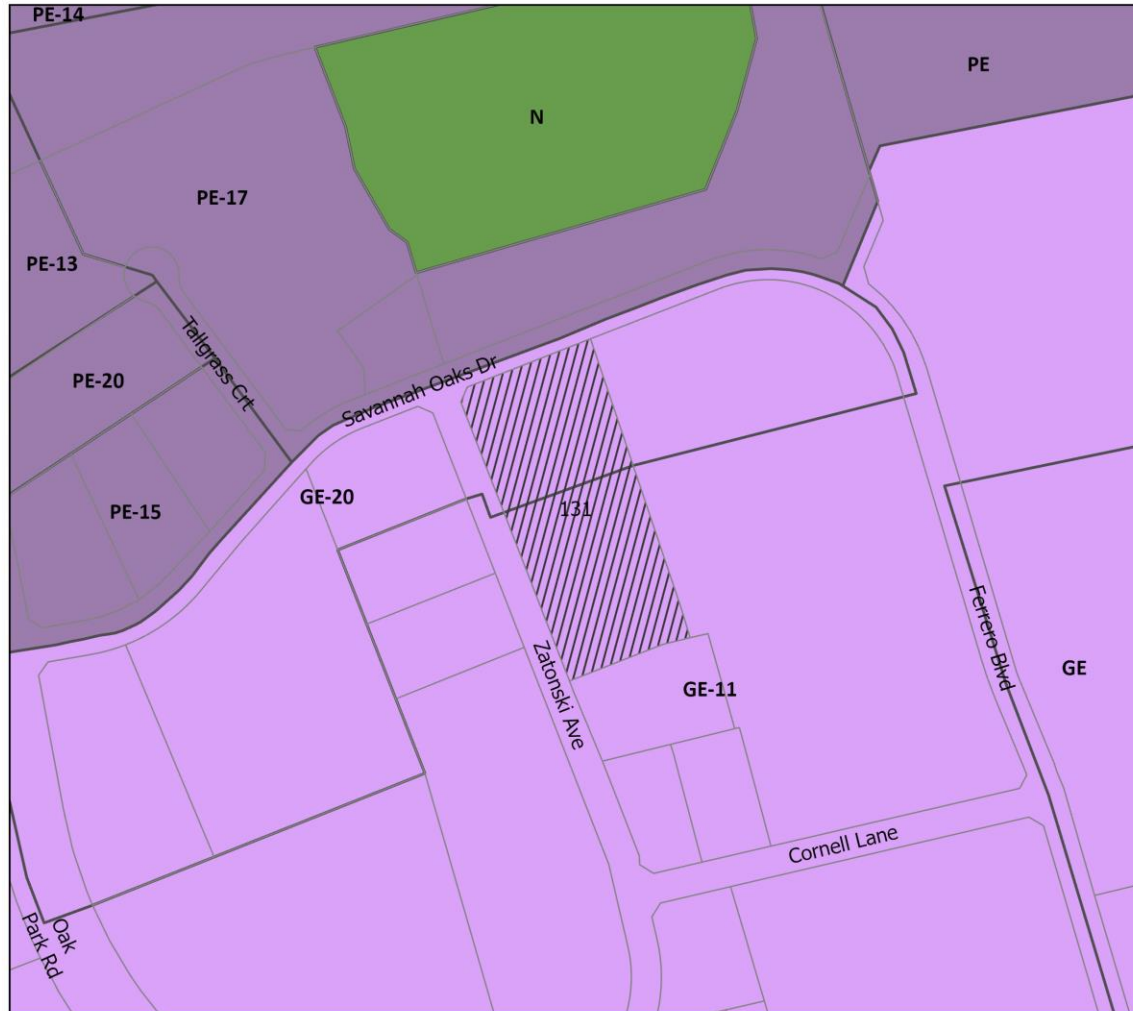 PE-14
PE
N
PE-17
PE-13
Tallgrass Crt
PE-20
Savannah Oaks Dr
GE-20
PE-15
131
Ferrero Blvd
GE
Zatonski Ave
GE-11
Cornell Lane
Oak
Park Rd